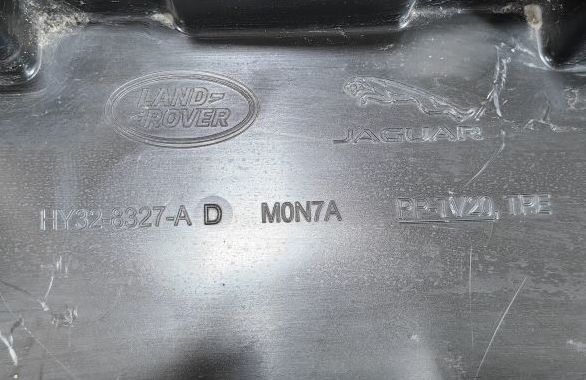 LAND ROVER
JAGUAR
HY32-8327-A D M0N7A PP-TV20, TPE